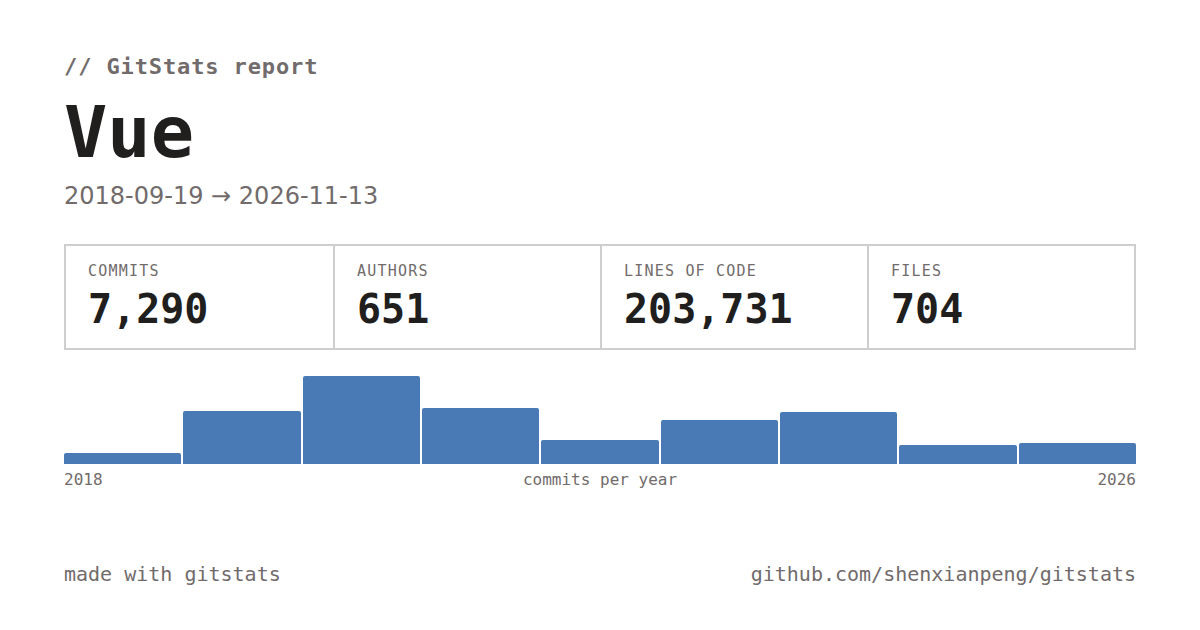 // GitStats report
Vue
2018-09-19 → 2026-11-13
COMMITS AUTHORS LINES OF CODE FILES
7,290 651 203,731 704
2018 commits per year 2026
made with gitstats github.com/shenxianpeng/gitstats